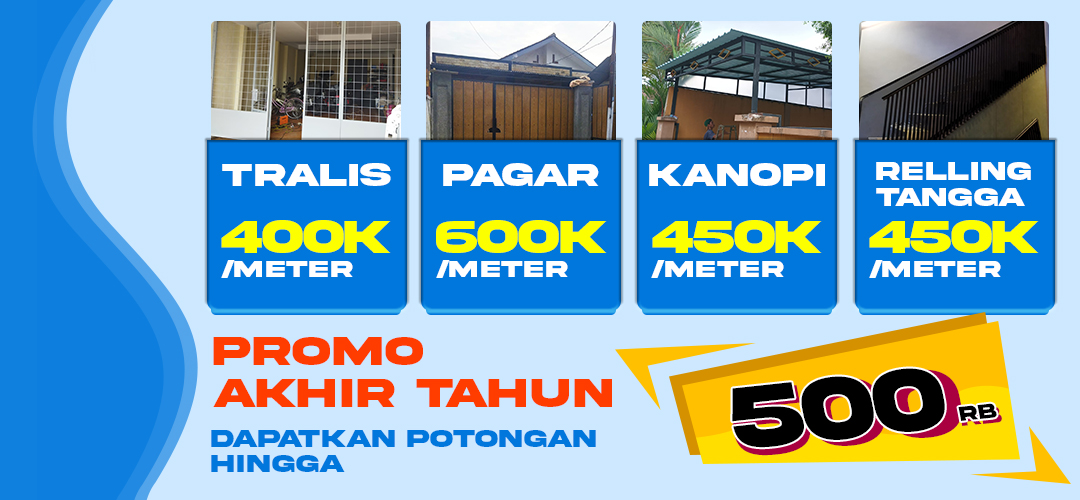 TRALIS
400K
/METER
PAGAR
600K
/METER
KANOPI
450K
/METER
RELLING
TANGGA
450K
/METER
PROMO
AKHIR TAHUN
DAPATKAN POTONGAN
HINGGA
500 RB